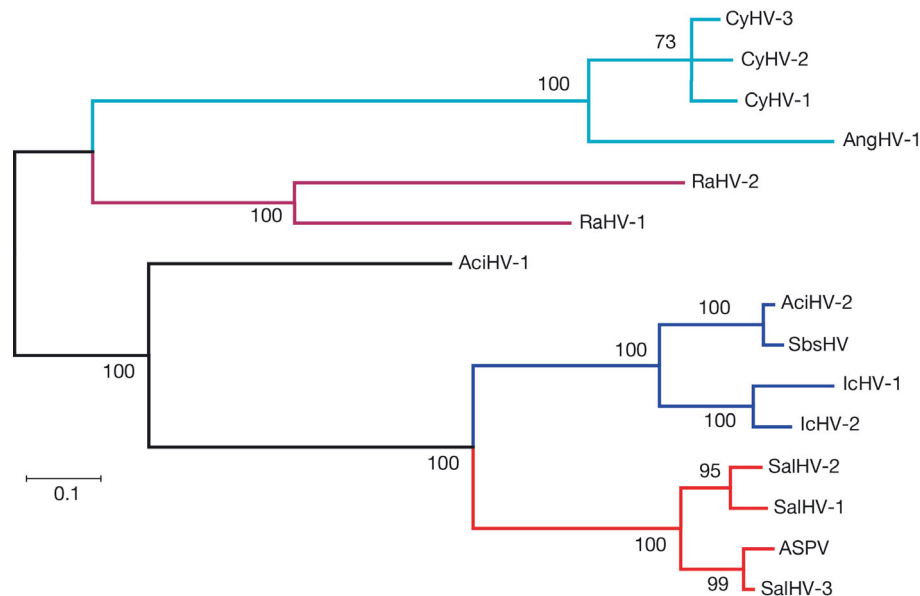 CyHV-3
73
CyHV-2
100
CyHV-1
AngHV-1
RaHV-2
100
RaHV-1
AciHV-1
AciHV-2
100
SbsHV
100
100
IcHV-1
100
IcHV-2
100
SalHV-2
95
0.1
SalHV-1
100
ASPV
99
SalHV-3